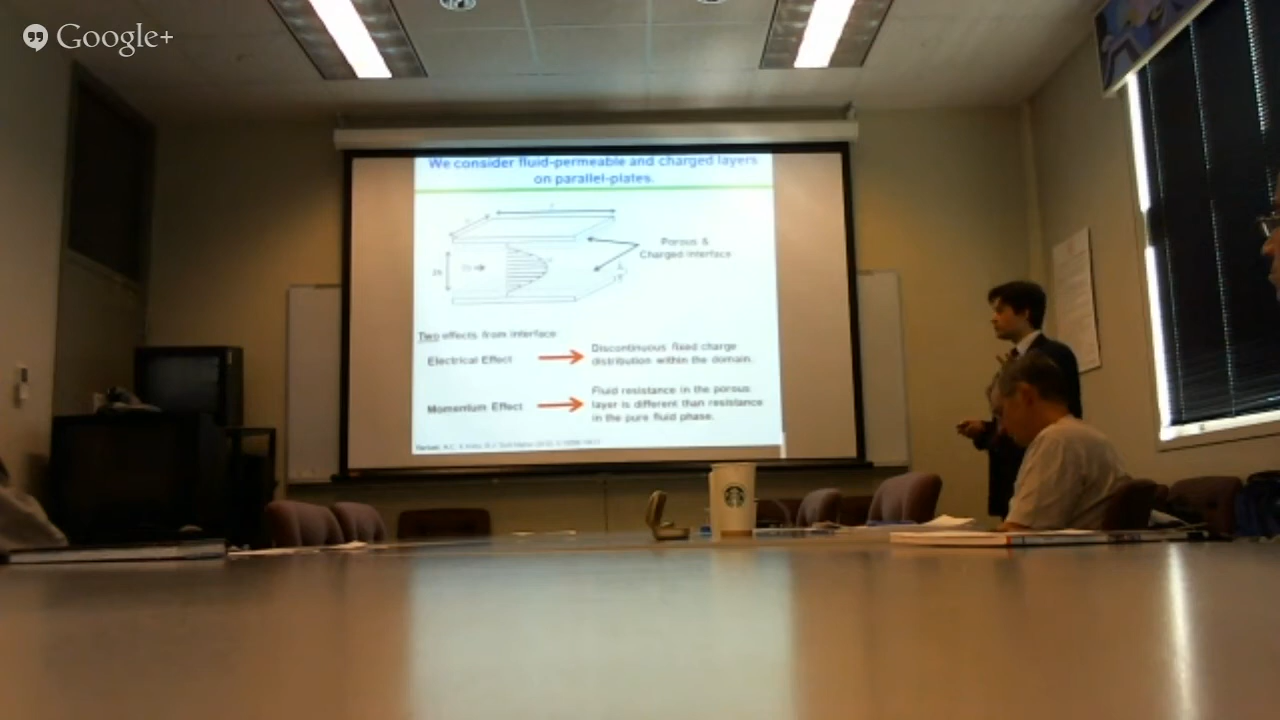 Google+
We consider fluid-permeable and charged layers
on parallel-plates.
Porous &
Charged Interface
Two effects from interface
Electrical Effect
Discontinuous fixed charge
distribution within the domain.
Momentum Effect
Fluid resistance in the porous
layer is different than resistance
in the pure fluid phase.